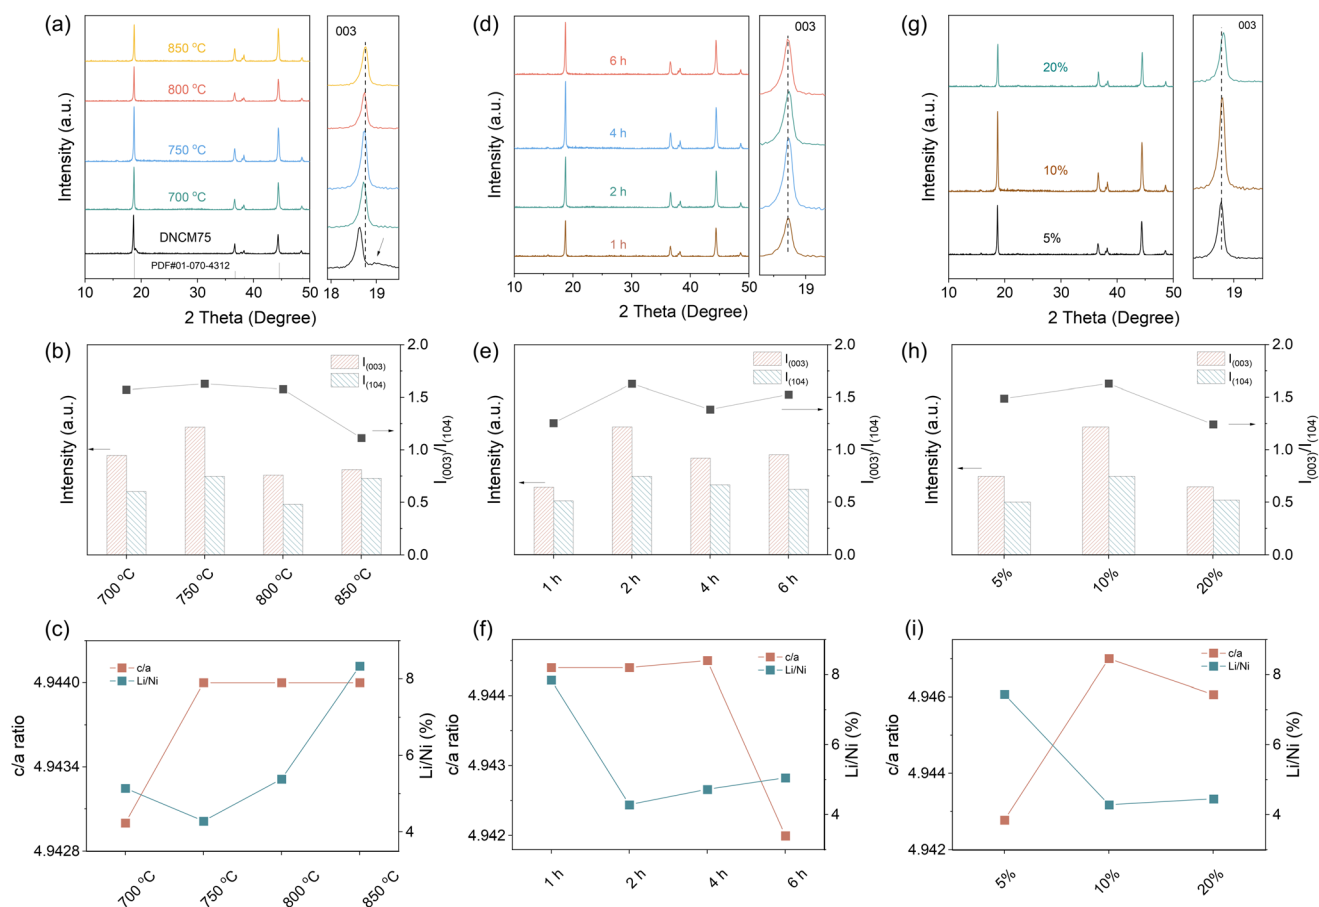 (a)
Intensity (a.u.)
850 °C
800 °C
750 °C
700 °C
DNCM75
PDF#01-070-4312
10 20 30 40 50
2 Theta (Degree)
003
18 19
(d)
Intensity (a.u.)
6 h
4 h
2 h
1 h
10 20 30 40 50
2 Theta (Degree)
003
19
(g)
Intensity (a.u.)
20%
10%
5%
10 20 30 40 50
2 Theta (Degree)
003
19
(b)
Intensity (a.u.)
I(003)
I(104)
2.0
1.5
1.0
0.5
0.0
I(003)/I(104)
700 °C 750 °C 800 °C 850 °C
(e)
Intensity (a.u.)
I(003)
I(104)
2.0
1.5
1.0
0.5
0.0
I(003)/I(104)
1 h 2 h 4 h 6 h
(h)
Intensity (a.u.)
I(003)
I(104)
2.0
1.5
1.0
0.5
0.0
I(003)/I(104)
5% 10% 20%
(c)
c/a
Li/Ni
c/a ratio
4.9440
4.9434
4.9428
8
6
4
Li/Ni (%)
700 °C 750 °C 800 °C 850 °C
(f)
c/a
Li/Ni
c/a ratio
4.944
4.943
4.942
8
6
4
Li/Ni (%)
1 h 2 h 4 h 6 h
(i)
c/a
Li/Ni
c/a ratio
4.946
4.944
4.942
8
6
4
Li/Ni (%)
5% 10% 20%